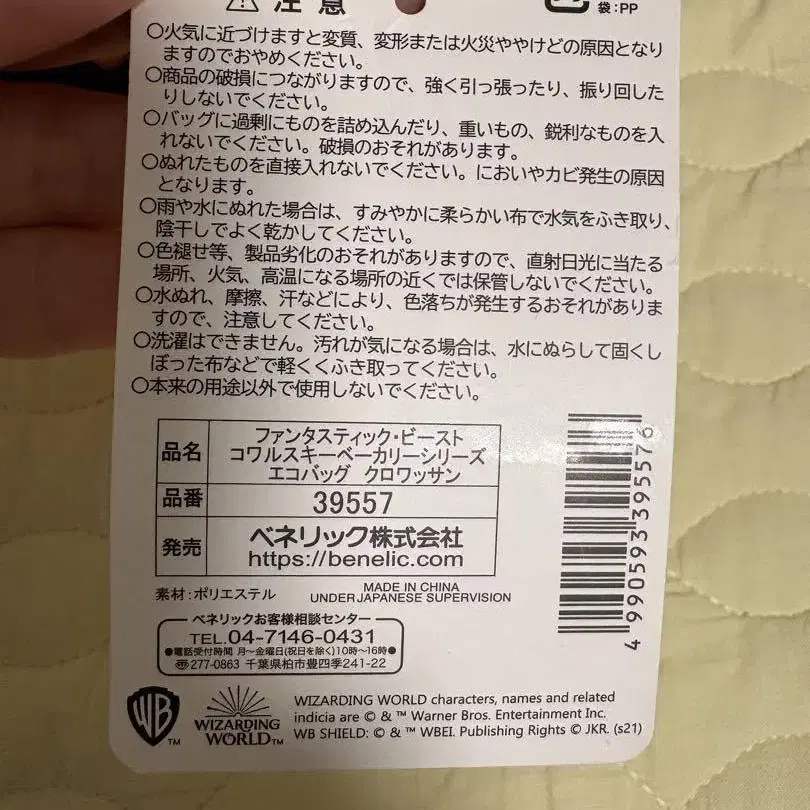 注意
袋:PP
○火気に近づけますと変質、変形または火災ややけどの原因となり
ますのでおやめください。
○商品の破損につながりますので、強く引っ張ったり、振り回した
りしないでください。
○バッグに過剰にものを詰め込んだり、重いもの、鋭利なものを入
れないでください。破損のおそれがあります。
○ぬれたものを直接入れないでください。においやカビ発生の原因
となります。
○雨や水にぬれた場合は、すみやかに柔らかい布で水気をふき取り、
陰干しでよく乾かしてください。
○色褪せ等、製品劣化のおそれがありますので、直射日光に当たる
場所、火気、高温になる場所の近くでは保管しないでください。
○水ぬれ、摩擦、汗などにより、色落ちが発生するおそれがありま
すので、注意してください。
○洗濯はできません。汚れが気になる場合は、水にぬらして固くし
ぼった布などで軽くふき取ってください。
○本来の用途以外で使用しないでください。
品名
ファンタスティック・ビースト
コワルスキーベーカリーシリーズ
エコバッグ クロワッサン
品番
39557
発売
ベネリック株式会社
https://benelic.com
素材:ポリエステル
MADE IN CHINA
UNDER JAPANESE SUPERVISION
ベネリックお客様相談センター
TEL.04-7146-0431
●電話受付時間 月〜金曜日(祝日を除く)10時〜16時●
〒277-0863 千葉県柏市豊四季241-22
4 990593 395576
WB TM
WIZARDING
WORLD TM
WIZARDING WORLD characters, names and related
indicia are © & ™ Warner Bros. Entertainment Inc.
WB SHIELD: © & ™ WBEI. Publishing Rights © JKR. (s21)